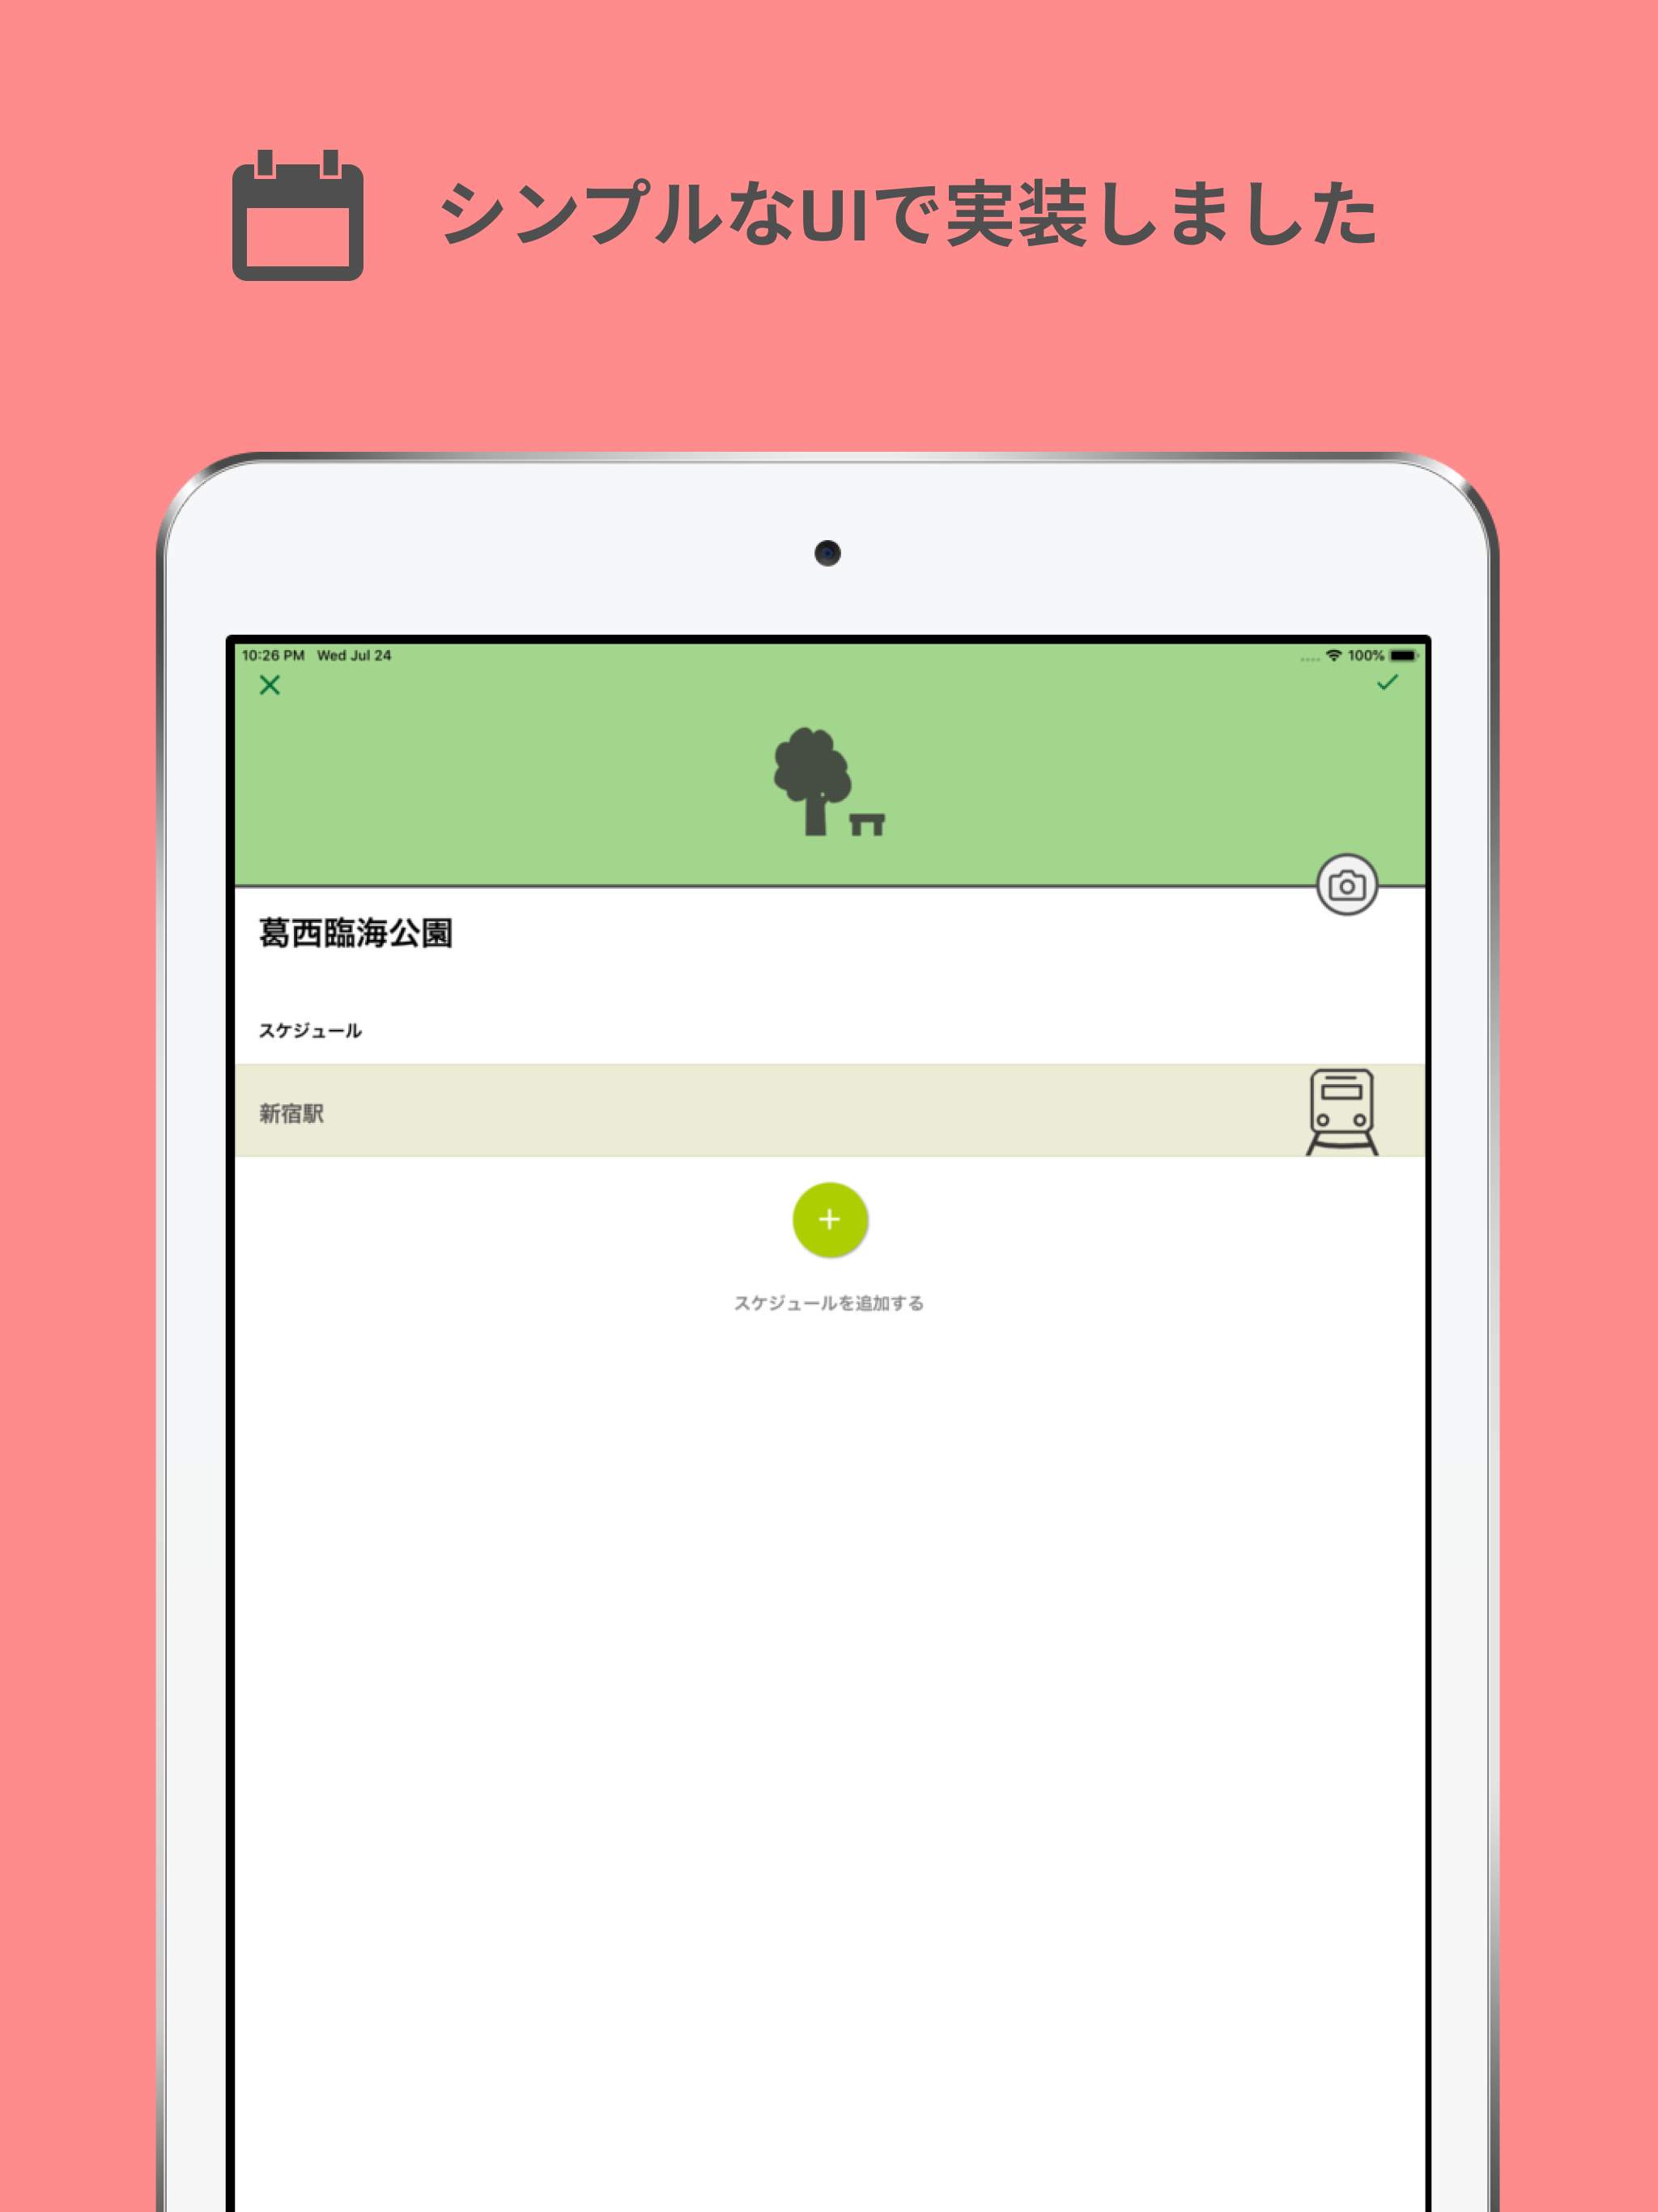 シンプルなUIで実装しました
10:26 PM Wed Jul 24
100%
葛西臨海公園
スケジュール
新宿駅
スケジュールを追加する